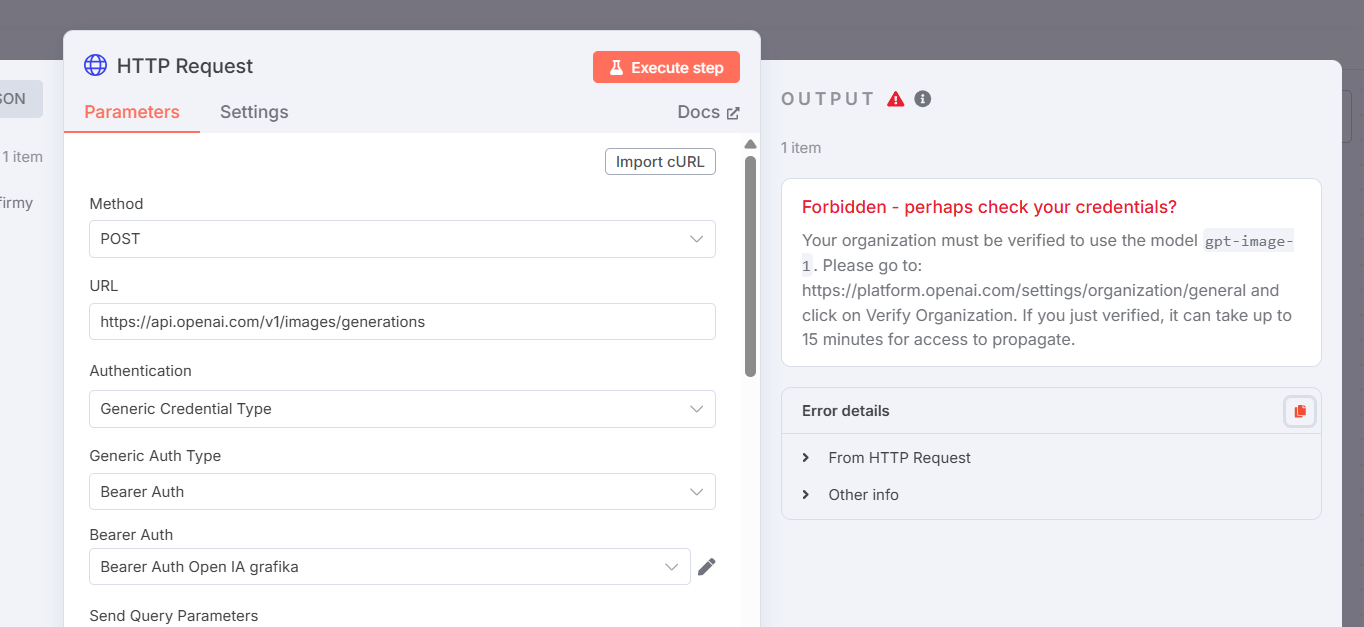 HTTP Request
Execute step
Parameters
Settings
Docs
SON
1 item
firmy
Import cURL
Method
POST
URL
https://api.openai.com/v1/images/generations
Authentication
Generic Credential Type
Generic Auth Type
Bearer Auth
Bearer Auth
Bearer Auth Open IA grafika
Send Query Parameters
OUTPUT
1 item
Forbidden - perhaps check your credentials?
Your organization must be verified to use the model gpt-image-
1. Please go to:
https://platform.openai.com/settings/organization/general and
click on Verify Organization. If you just verified, it can take up to
15 minutes for access to propagate.
Error details
From HTTP Request
Other info